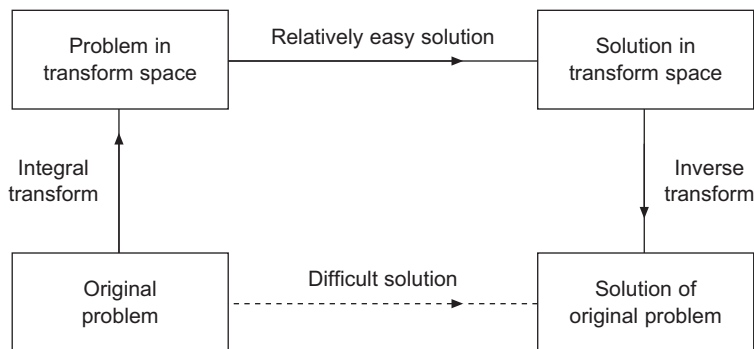 Problem in
transform space
Relatively easy solution
Solution in
transform space
Integral
transform
Inverse
transform
Original
problem
Difficult solution
Solution of
original problem